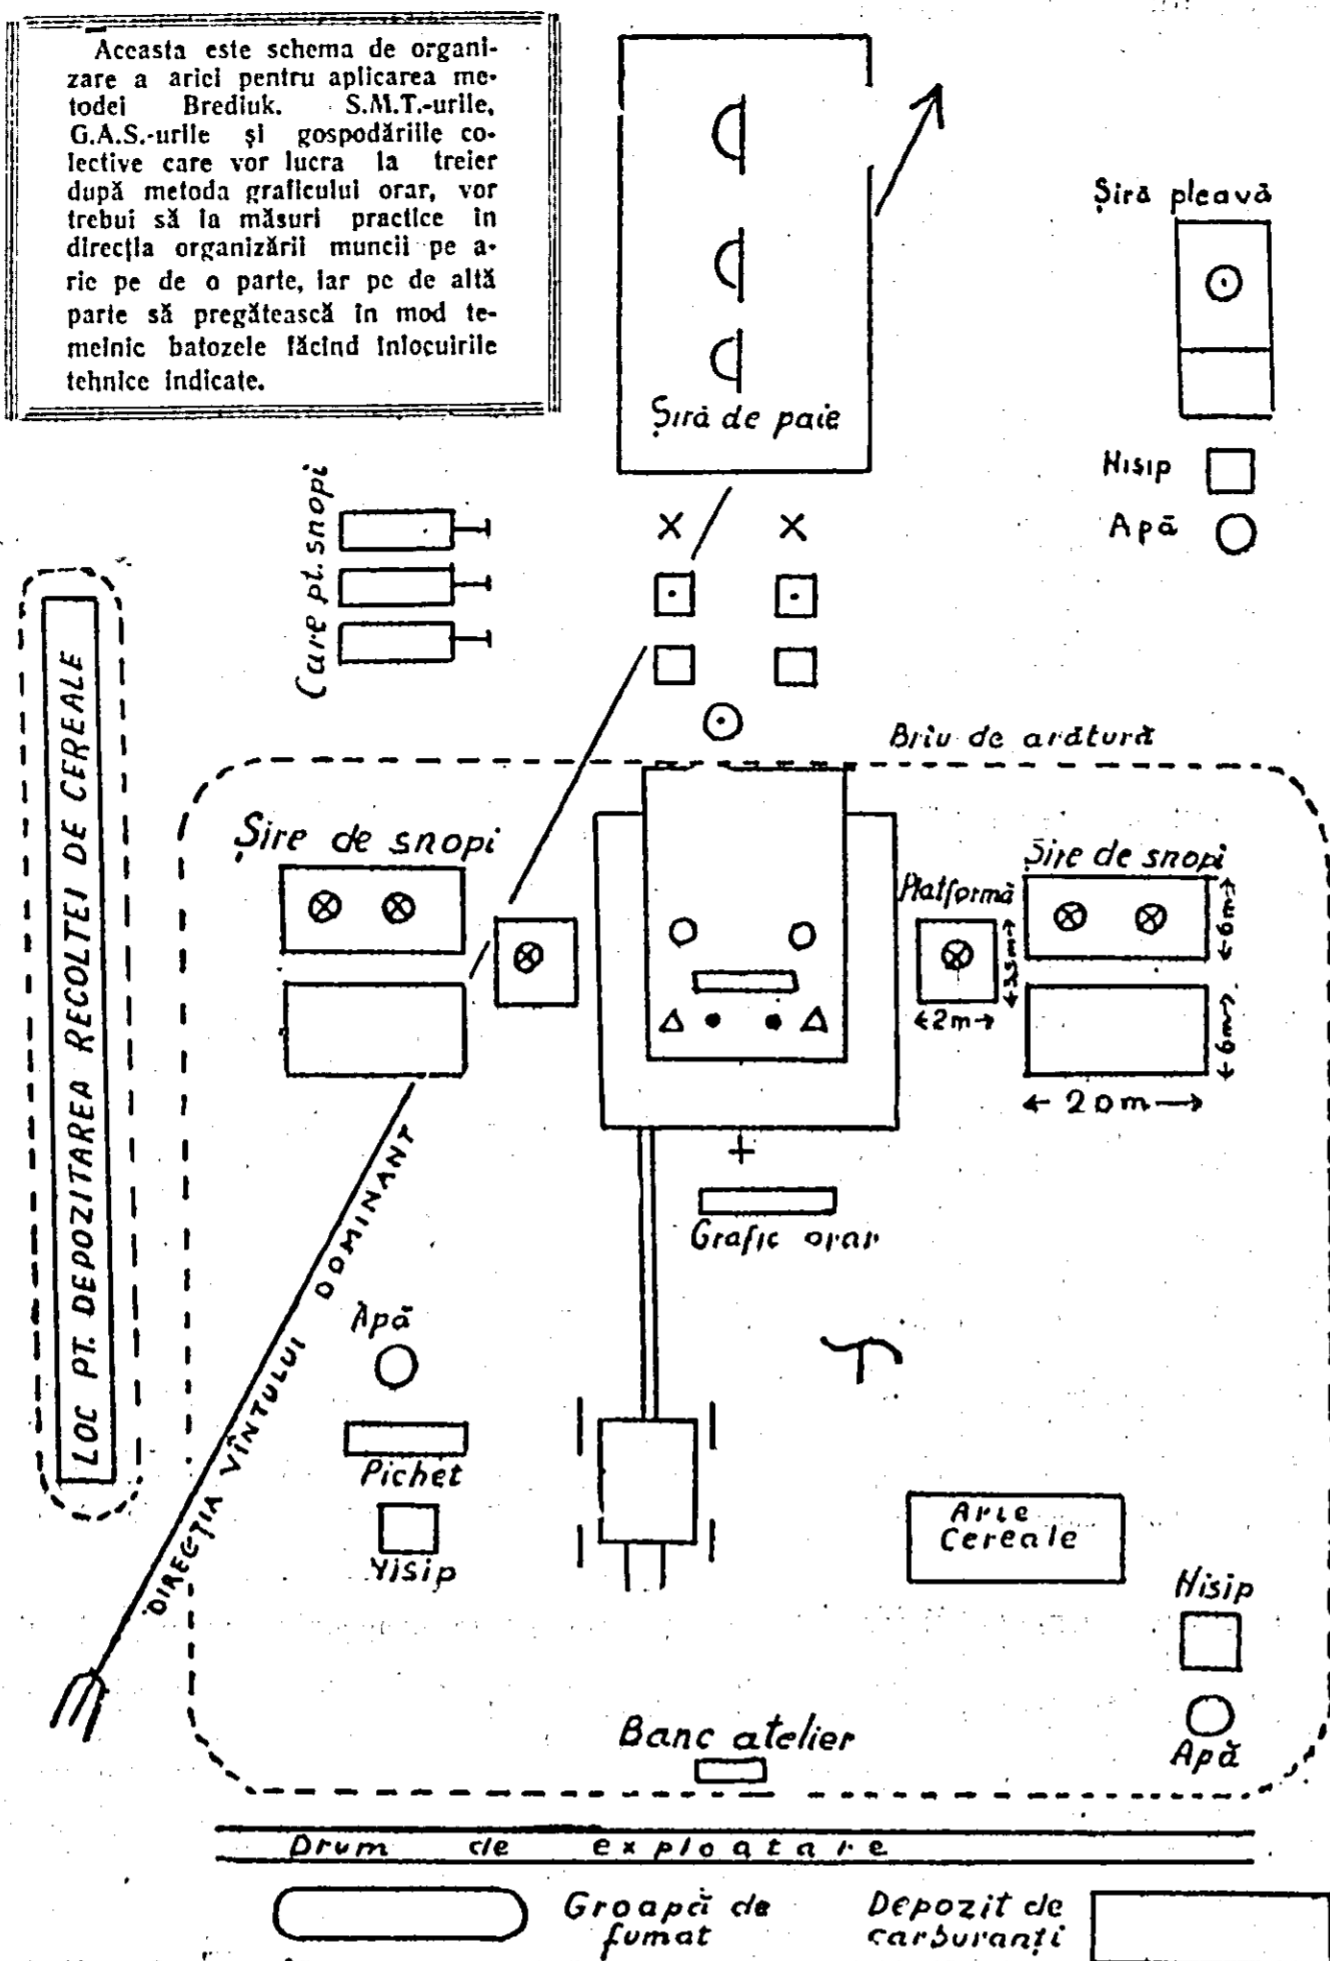 Aceasta este schema de organi-
zare a ariei pentru aplicarea me-
todei Brediuk. S.M.T.-urile,
G.A.S.-urile și gospodăriile co-
lective care vor lucra la treier
după metoda graficului orar, vor
trebui să ia măsuri practice în
direcția organizării muncii pe a-
rie pe de o parte, iar pe de altă
parte să pregătească în mod te-
meinic batozele făcînd înlocuirile
tehnice indicate.
Șiră de paie
Șiră pleavă
Nisip
Apă
Care pt. snopi
LOC PT. DEPOZITAREA RECOLTEI DE CEREALE
Brîu de arătură
Șire de snopi
Platformă
3,5m
2m
Șire de snopi
6m
6m
20m
Grafic orar
DIRECȚIA VÎNTULUI DOMINANT
Apă
Pichet
Nisip
Arie
Cereale
Nisip
Apă
Banc atelier
Drum de exploatare
Groapă de
fumat
Depozit de
carburanți